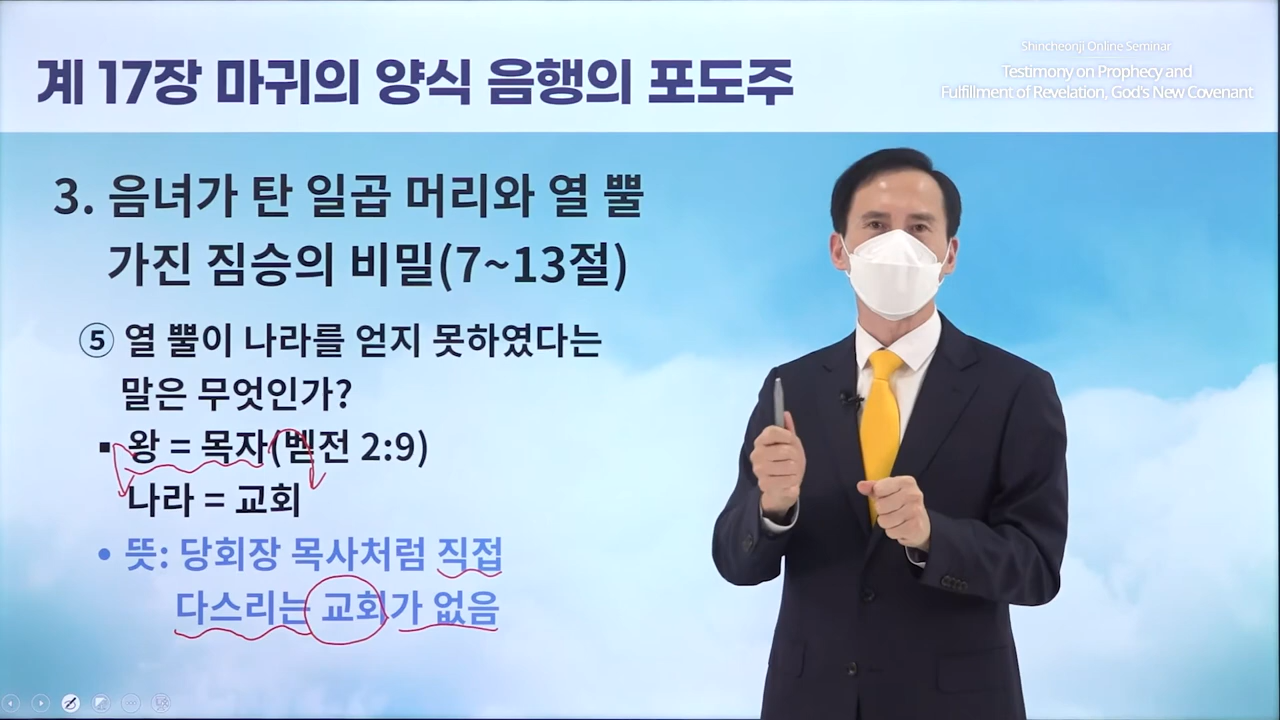 계 17장 마귀의 양식 음행의 포도주
Shincheonji Online Seminar
Testimony on Prophecy and
Fulfillment of Revelation, God's New Covenant
3. 음녀가 탄 일곱 머리와 열 뿔
가진 짐승의 비밀(7~13절)
⑤ 열 뿔이 나라를 얻지 못하였다는
말은 무엇인가?
▪ 왕 = 목자(벧전 2:9)
나라 = 교회
• 뜻: 당회장 목사처럼 직접
다스리는 교회가 없음